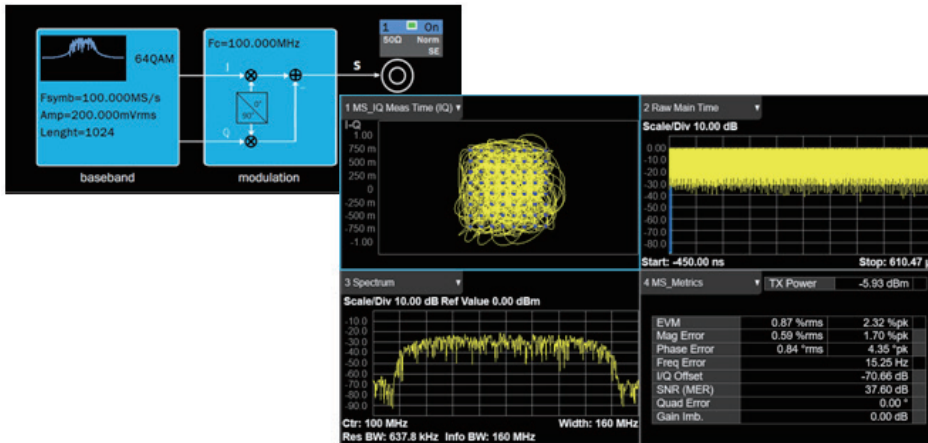 64QAM
Fsymb=100.000MS/s
Amp=200.000mVrms
Lenght=1024
baseband
Fc=100.000MHz
I
0°
90°
Q
modulation
S
1 On
50Ω Norm
SE
1 MS_IQ Meas Time (IQ)
I-Q
1.00
750 m
500 m
250 m
0
-250 m
-500 m
-750 m
-1.00
2 Raw Main Time
Scale/Div 10.00 dB
0.00
-10.0
-20.0
-30.0
-40.0
-50.0
-60.0
-70.0
-80.0
Start: -450.00 ns Stop: 610.47 µ
3 Spectrum
Scale/Div 10.00 dB Ref Value 0.00 dBm
-10.0
-20.0
-30.0
-40.0
-50.0
-60.0
-70.0
-80.0
-90.0
Ctr: 100 MHz Width: 160 MHz
Res BW: 637.8 kHz Info BW: 160 MHz
4 MS_Metrics TX Power -5.93 dBm
EVM 0.87 %rms 2.32 %pk
Mag Error 0.59 %rms 1.70 %pk
Phase Error 0.84 °rms 4.35 °pk
Freq Error 15.25 Hz
I/Q Offset -70.66 dB
SNR (MER) 37.60 dB
Quad Error 0.00 °
Gain Imb. 0.00 dB